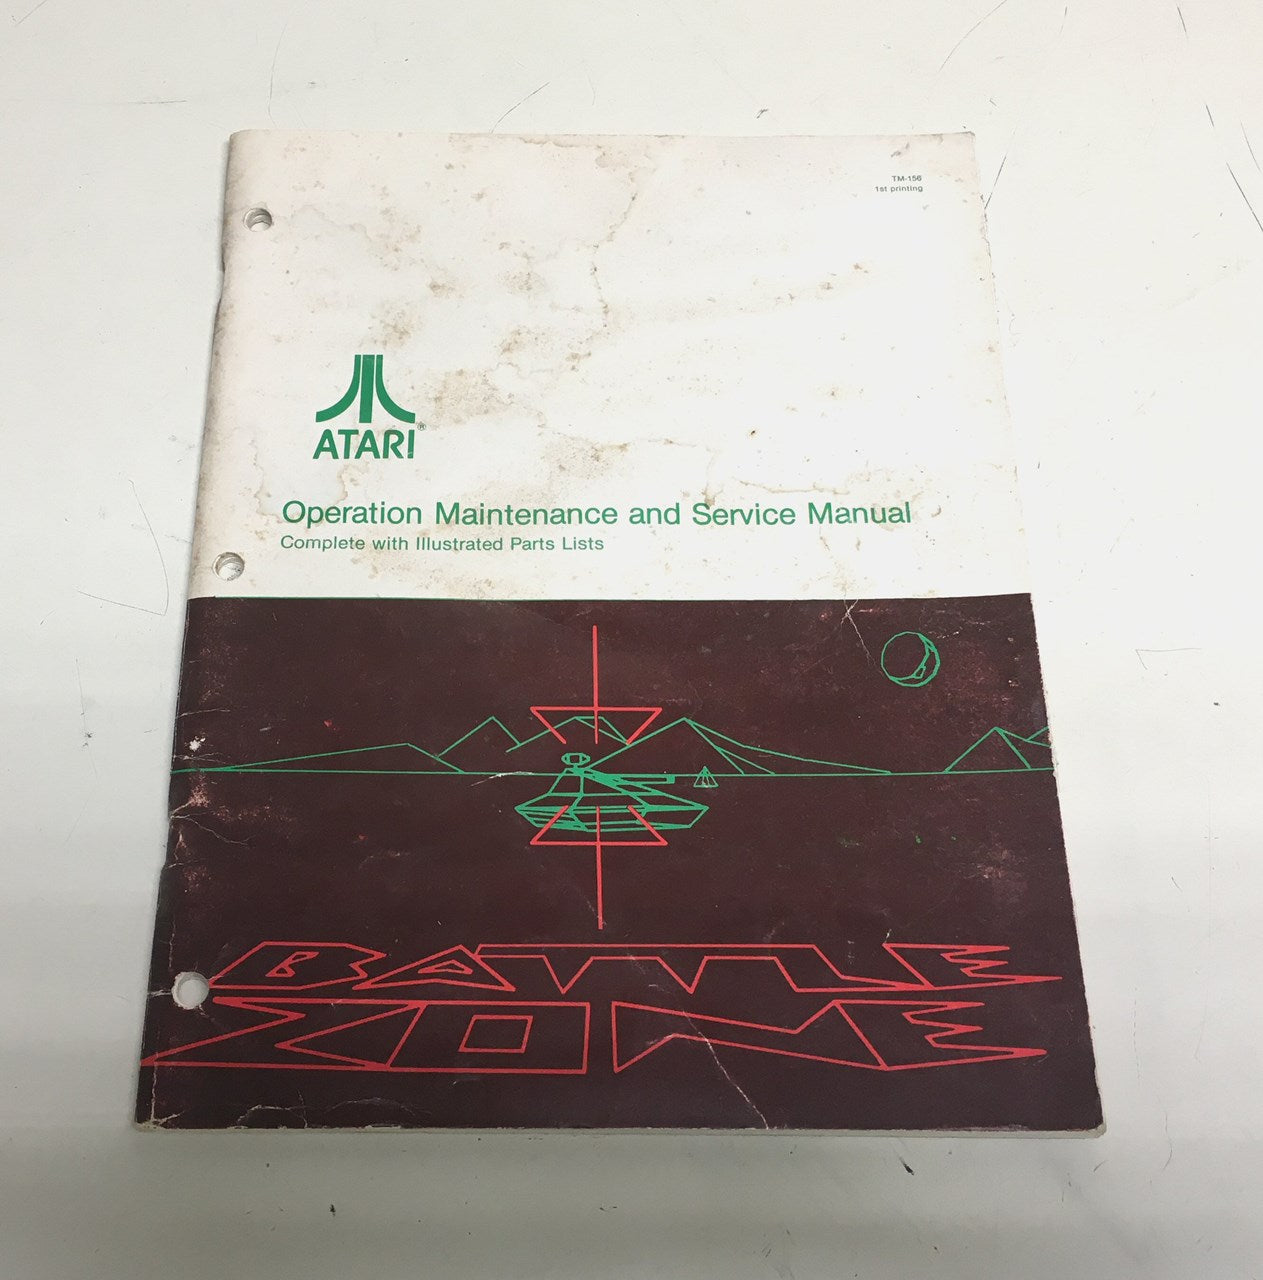 TM-156
1st printing
ATARI®
Operation Maintenance and Service Manual
Complete with Illustrated Parts Lists
BATTLE
ZONE